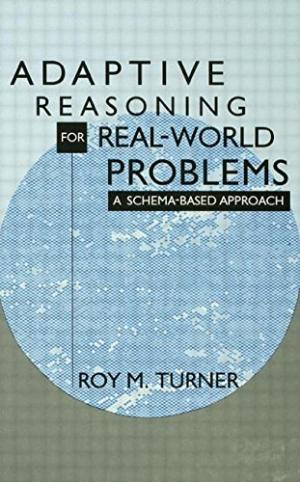 ADAPTIVE
REASONING
FOR REAL-WORLD
PROBLEMS
A SCHEMA-BASED APPROACH
ROY M. TURNER